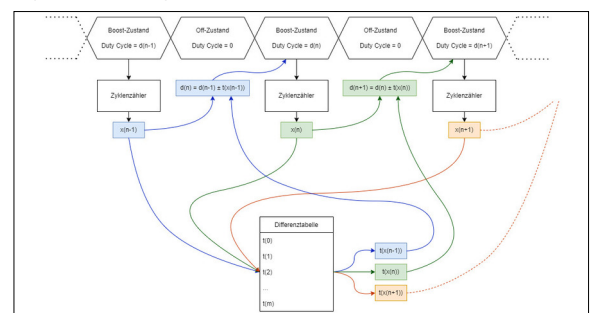 Boost-Zustand
Duty Cycle = d(n-1)
Off-Zustand
Duty Cycle = 0
Boost-Zustand
Duty Cycle = d(n)
Off-Zustand
Duty Cycle = 0
Boost-Zustand
Duty Cycle = d(n+1)
Zyklenzähler
d(n) = d(n-1) ± t(x(n-1))
Zyklenzähler
d(n+1) = d(n) ± t(x(n))
Zyklenzähler
x(n-1)
x(n)
x(n+1)
Differenztabelle
t(0)
t(1)
t(2)
...
t(m)
t(x(n-1))
t(x(n))
t(x(n+1))